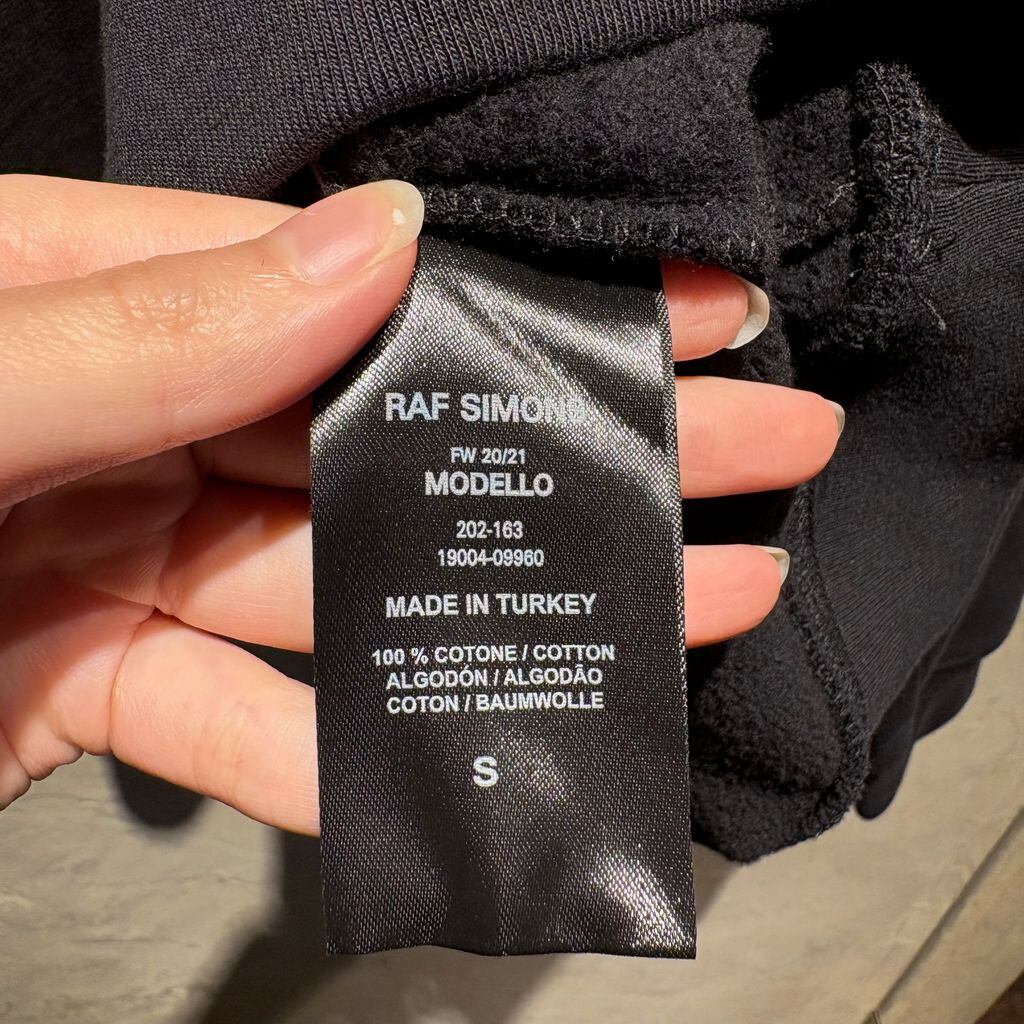 RAF SIMONS
FW 20/21
MODELLO
202-163
19004-09960
MADE IN TURKEY
100 % COTONE / COTTON
ALGODÓN / ALGODÃO
COTON / BAUMWOLLE
S